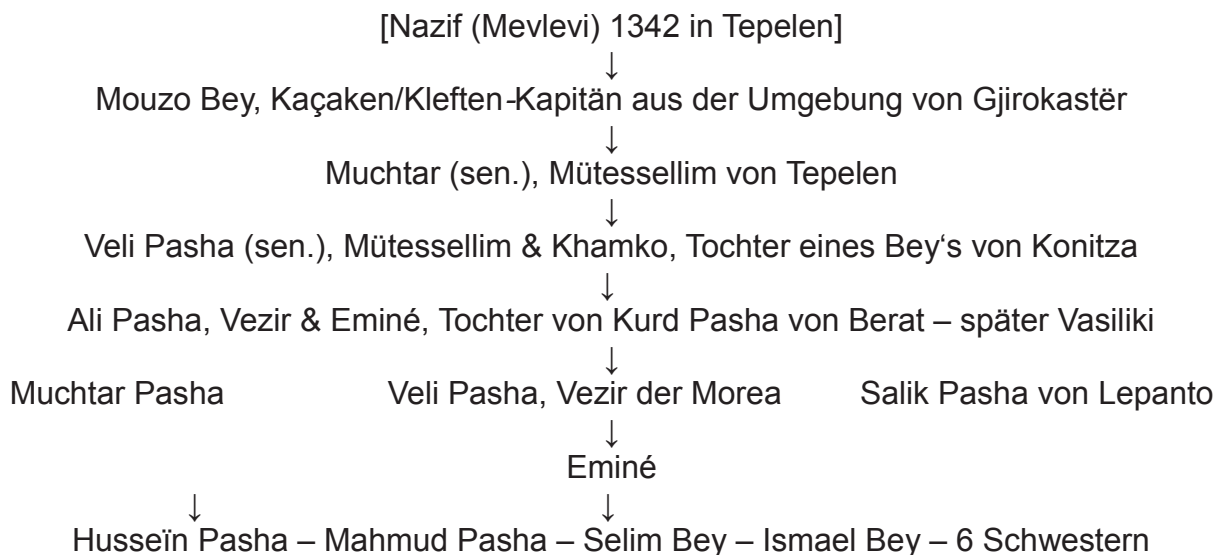 [Nazif (Mevlevi) 1342 in Tepelen]
↓
Mouzo Bey, Kaçaken/Kleften-Kapitän aus der Umgebung von Gjirokastër
↓
Muchtar (sen.), Mütessellim von Tepelen
↓
Veli Pasha (sen.), Mütessellim & Khamko, Tochter eines Bey‘s von Konitza
↓
Ali Pasha, Vezir & Eminé, Tochter von Kurd Pasha von Berat – später Vasiliki
↓
Muchtar Pasha Veli Pasha, Vezir der Morea Salik Pasha von Lepanto
↓
Eminé
↓ ↓
Husseïn Pasha – Mahmud Pasha – Selim Bey – Ismael Bey – 6 Schwestern